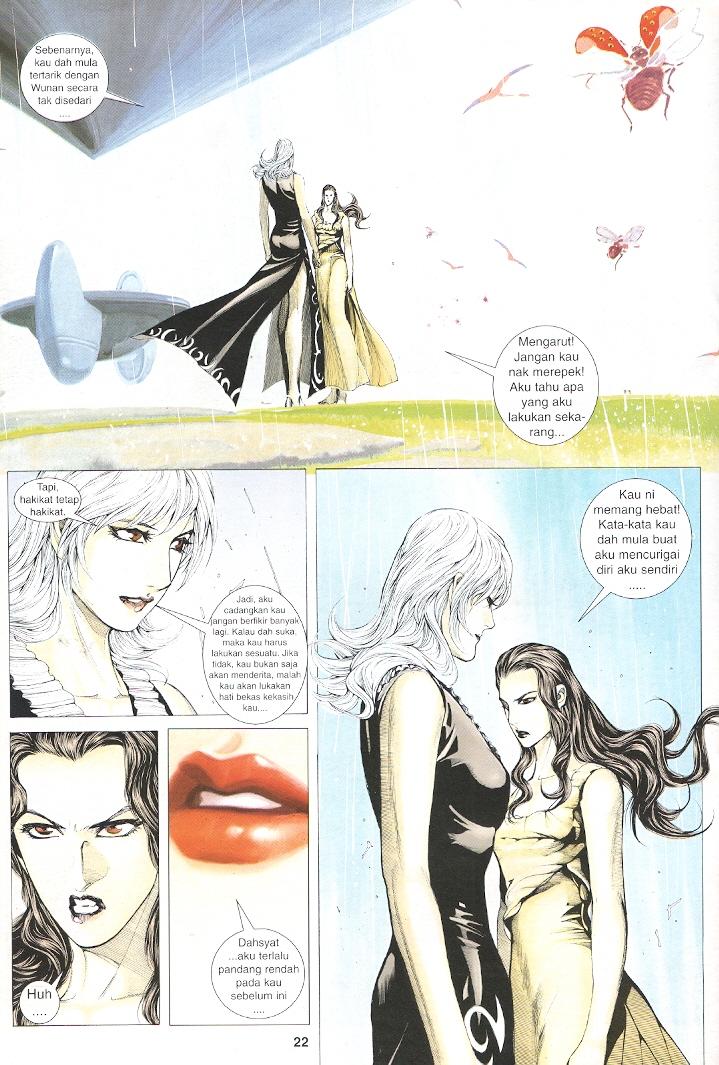 Sebenarnya,
kau dah mula
tertarik dengan
Wunan secara
tak disedari
....
Mengarut!
Jangan kau
nak merepek!
Aku tahu apa
yang aku
lakukan seka-
rang...
Tapi,
hakikat tetap
hakikat.
Jadi, aku
cadangkan kau
jangan berfikir banyak
lagi. Kalau dah suka,
maka kau harus
lakukan sesuatu. Jika
tidak, kau bukan saja
akan menderita, malah
kau akan lukakan
hati bekas kekasih
kau....
Kau ni
memang hebat!
Kata-kata kau
dah mula buat
aku mencurigai
diri aku sendiri
.....
Huh
....
Dahsyat
...aku terlalu
pandang rendah
pada kau
sebelum ini
....
22